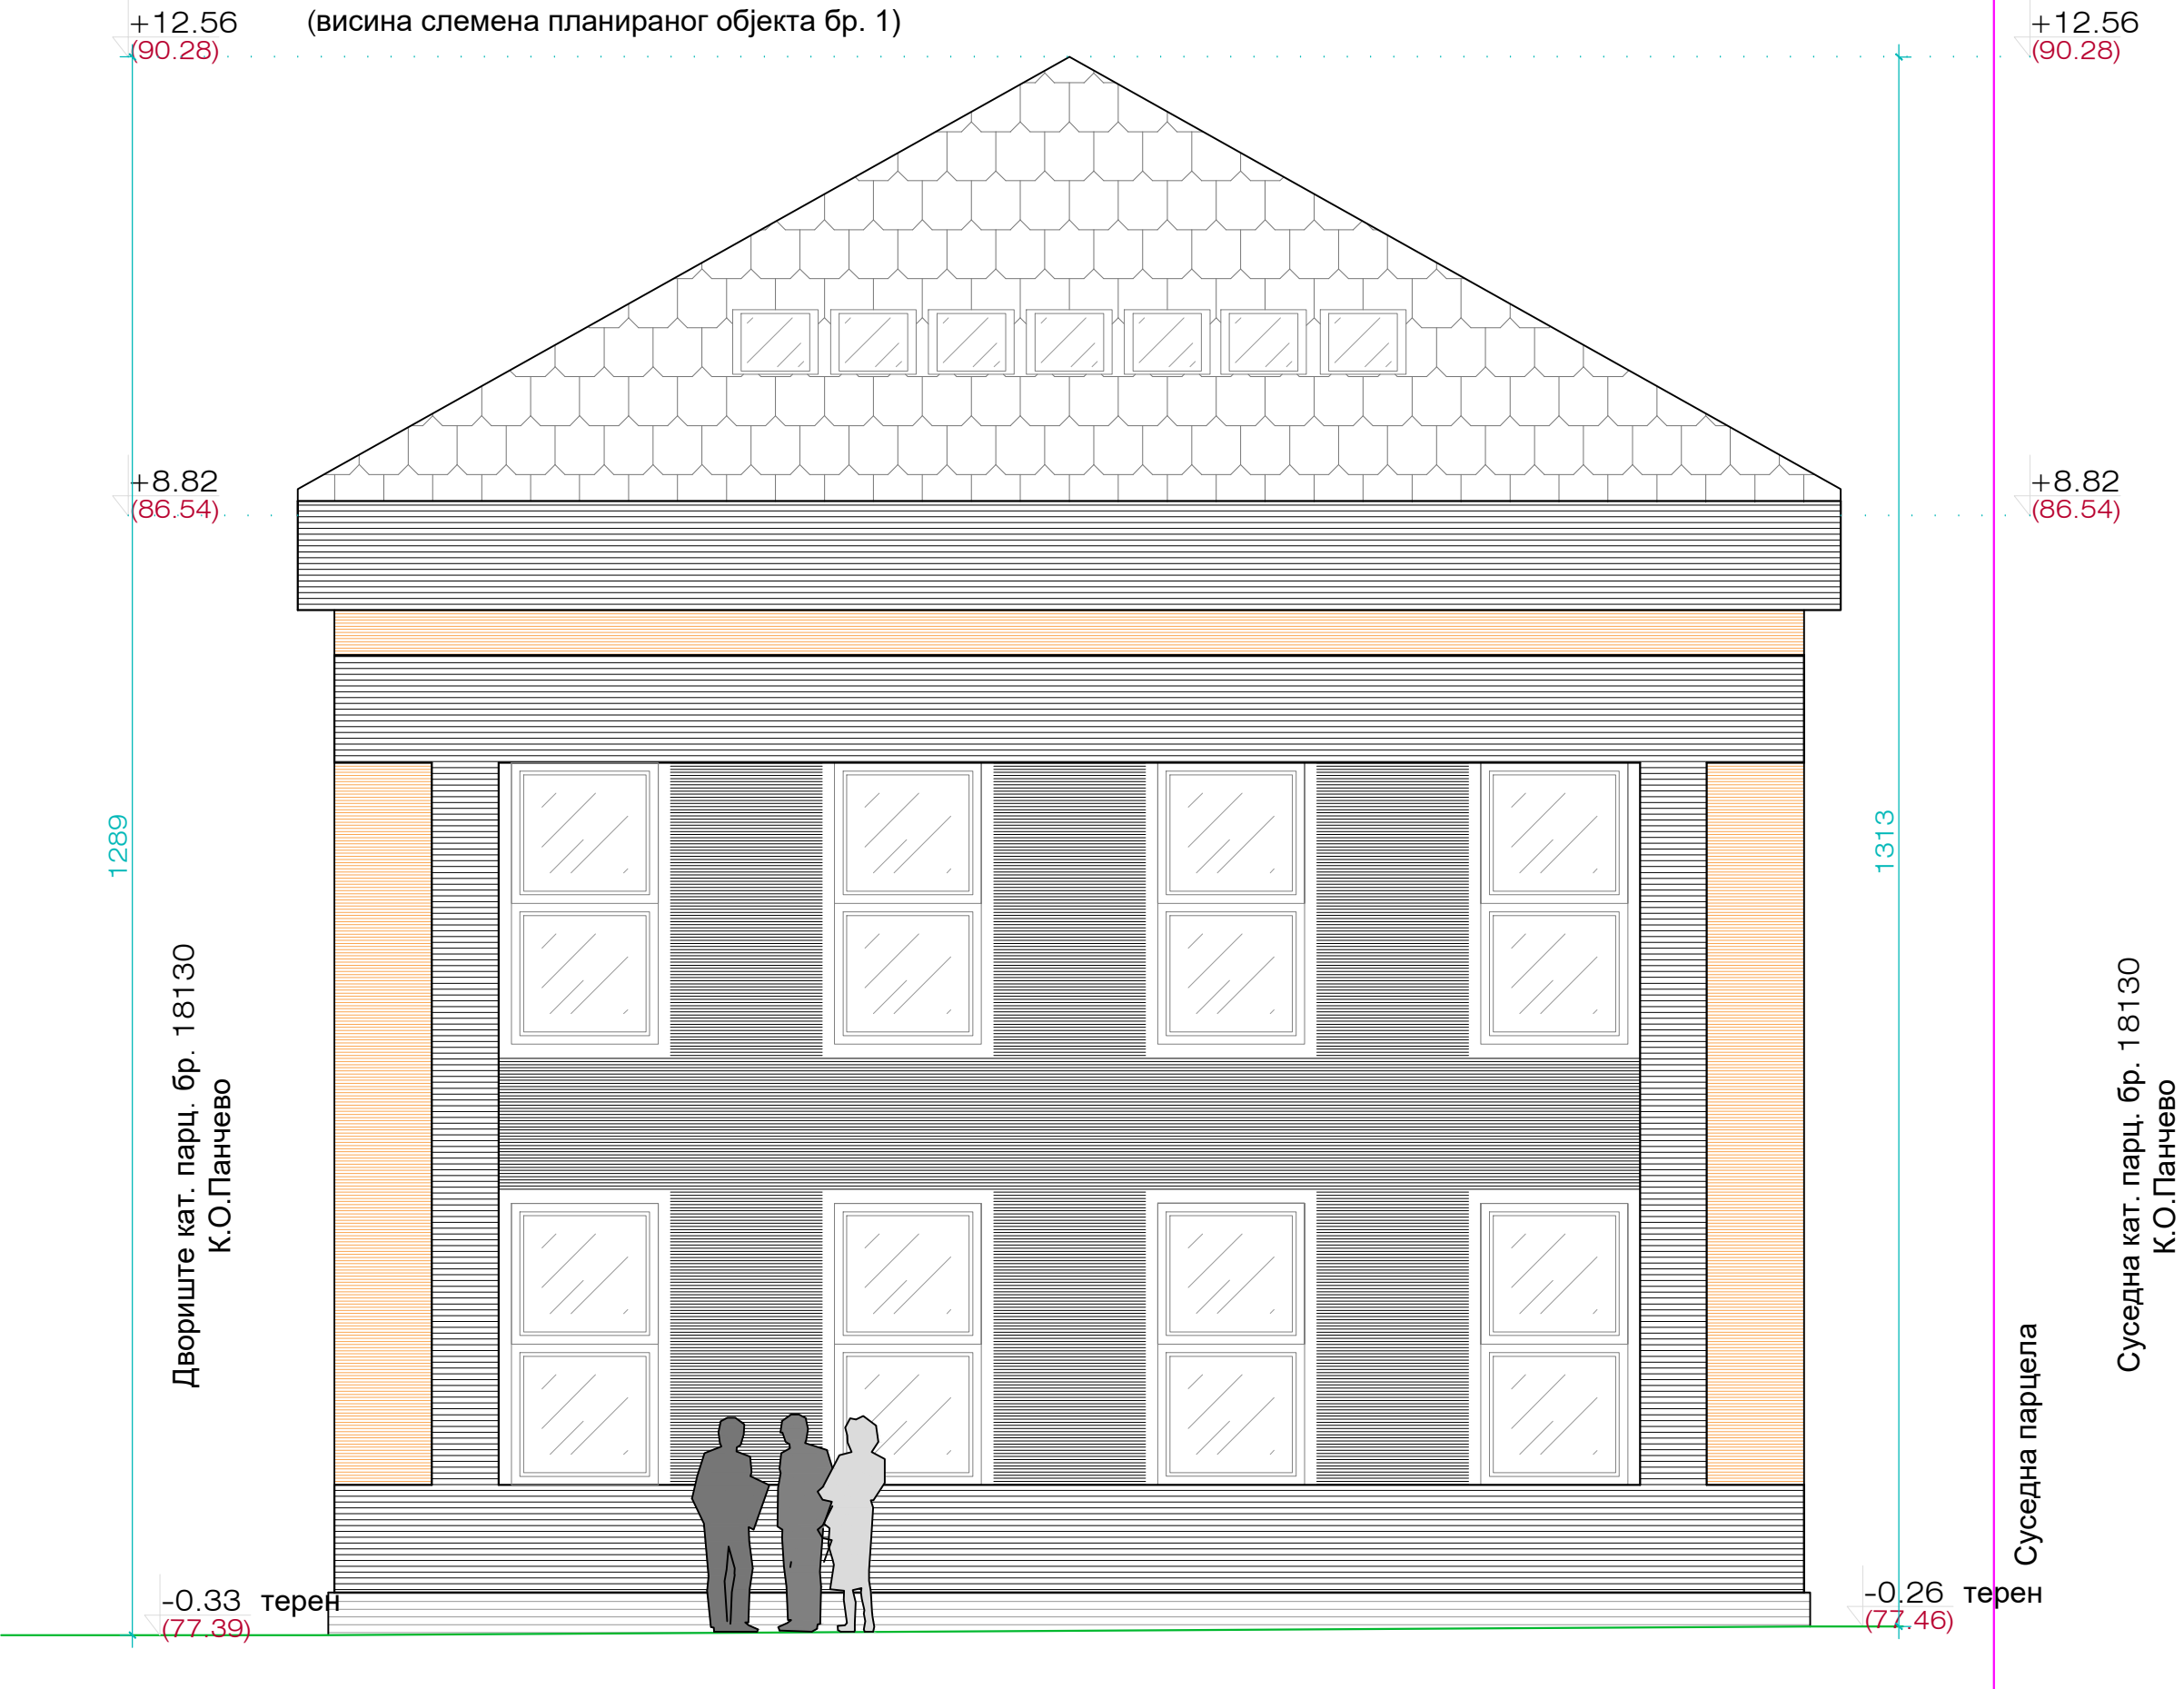 +12.56
(90.28)
(висина слемена планираног објекта бр. 1)
+12.56
(90.28)
+8.82
(86.54)
+8.82
(86.54)
1289
1313
Двориште кат. парц. бр. 18130
К.О.Панчево
Суседна парцела
Суседна кат. парц. бр. 18130
К.О.Панчево
-0.33 терен
(77.39)
-0.26 терен
(77.46)